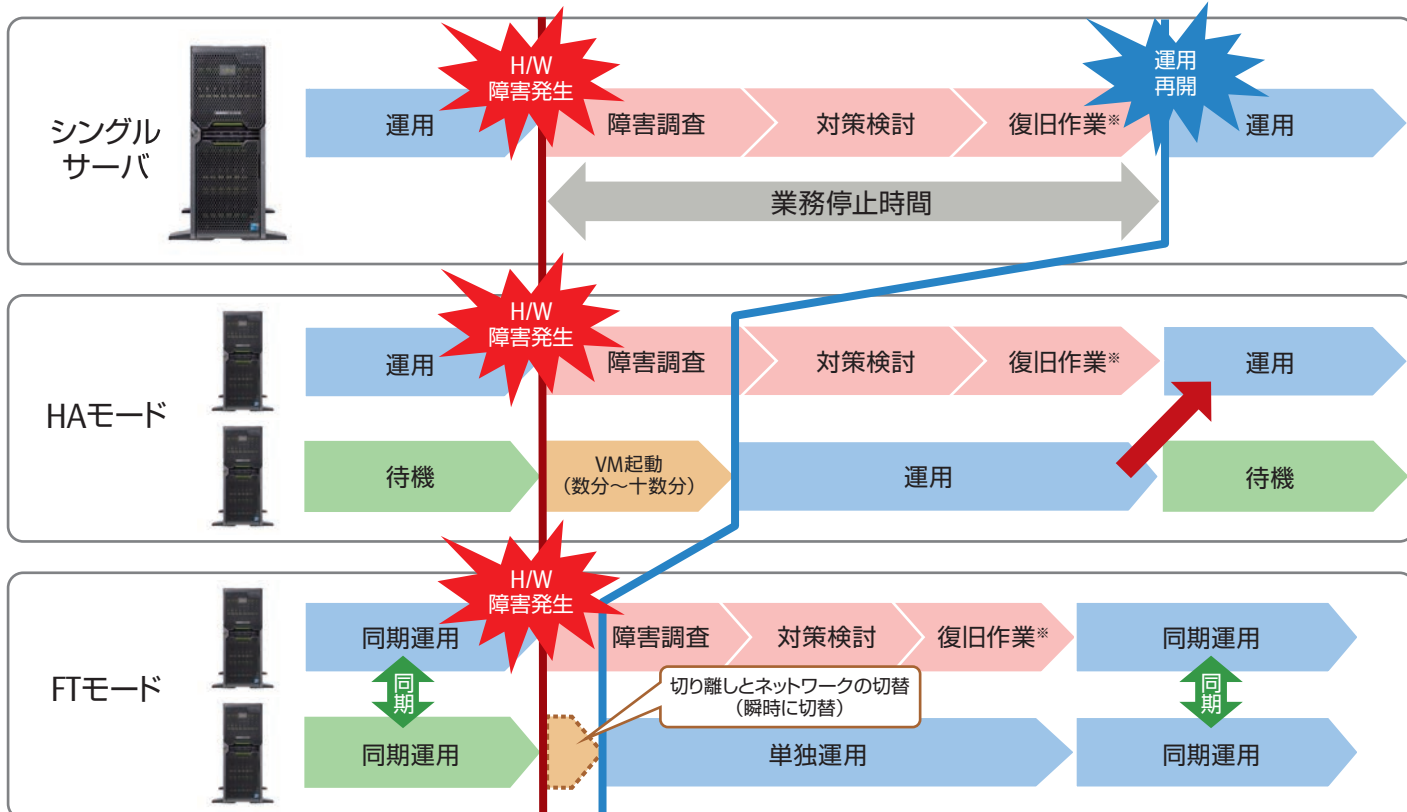 シングル
サーバ
運用
H/W
障害発生
障害調査
対策検討
復旧作業※
運用
再開
運用
業務停止時間
HAモード
運用
H/W
障害発生
障害調査
対策検討
復旧作業※
運用
待機
VM起動
（数分～十数分）
運用
待機
FTモード
同期運用
H/W
障害発生
障害調査
対策検討
復旧作業※
同期運用
同
期
切り離しとネットワークの切替
（瞬時に切替）
同
期
同期運用
単独運用
同期運用